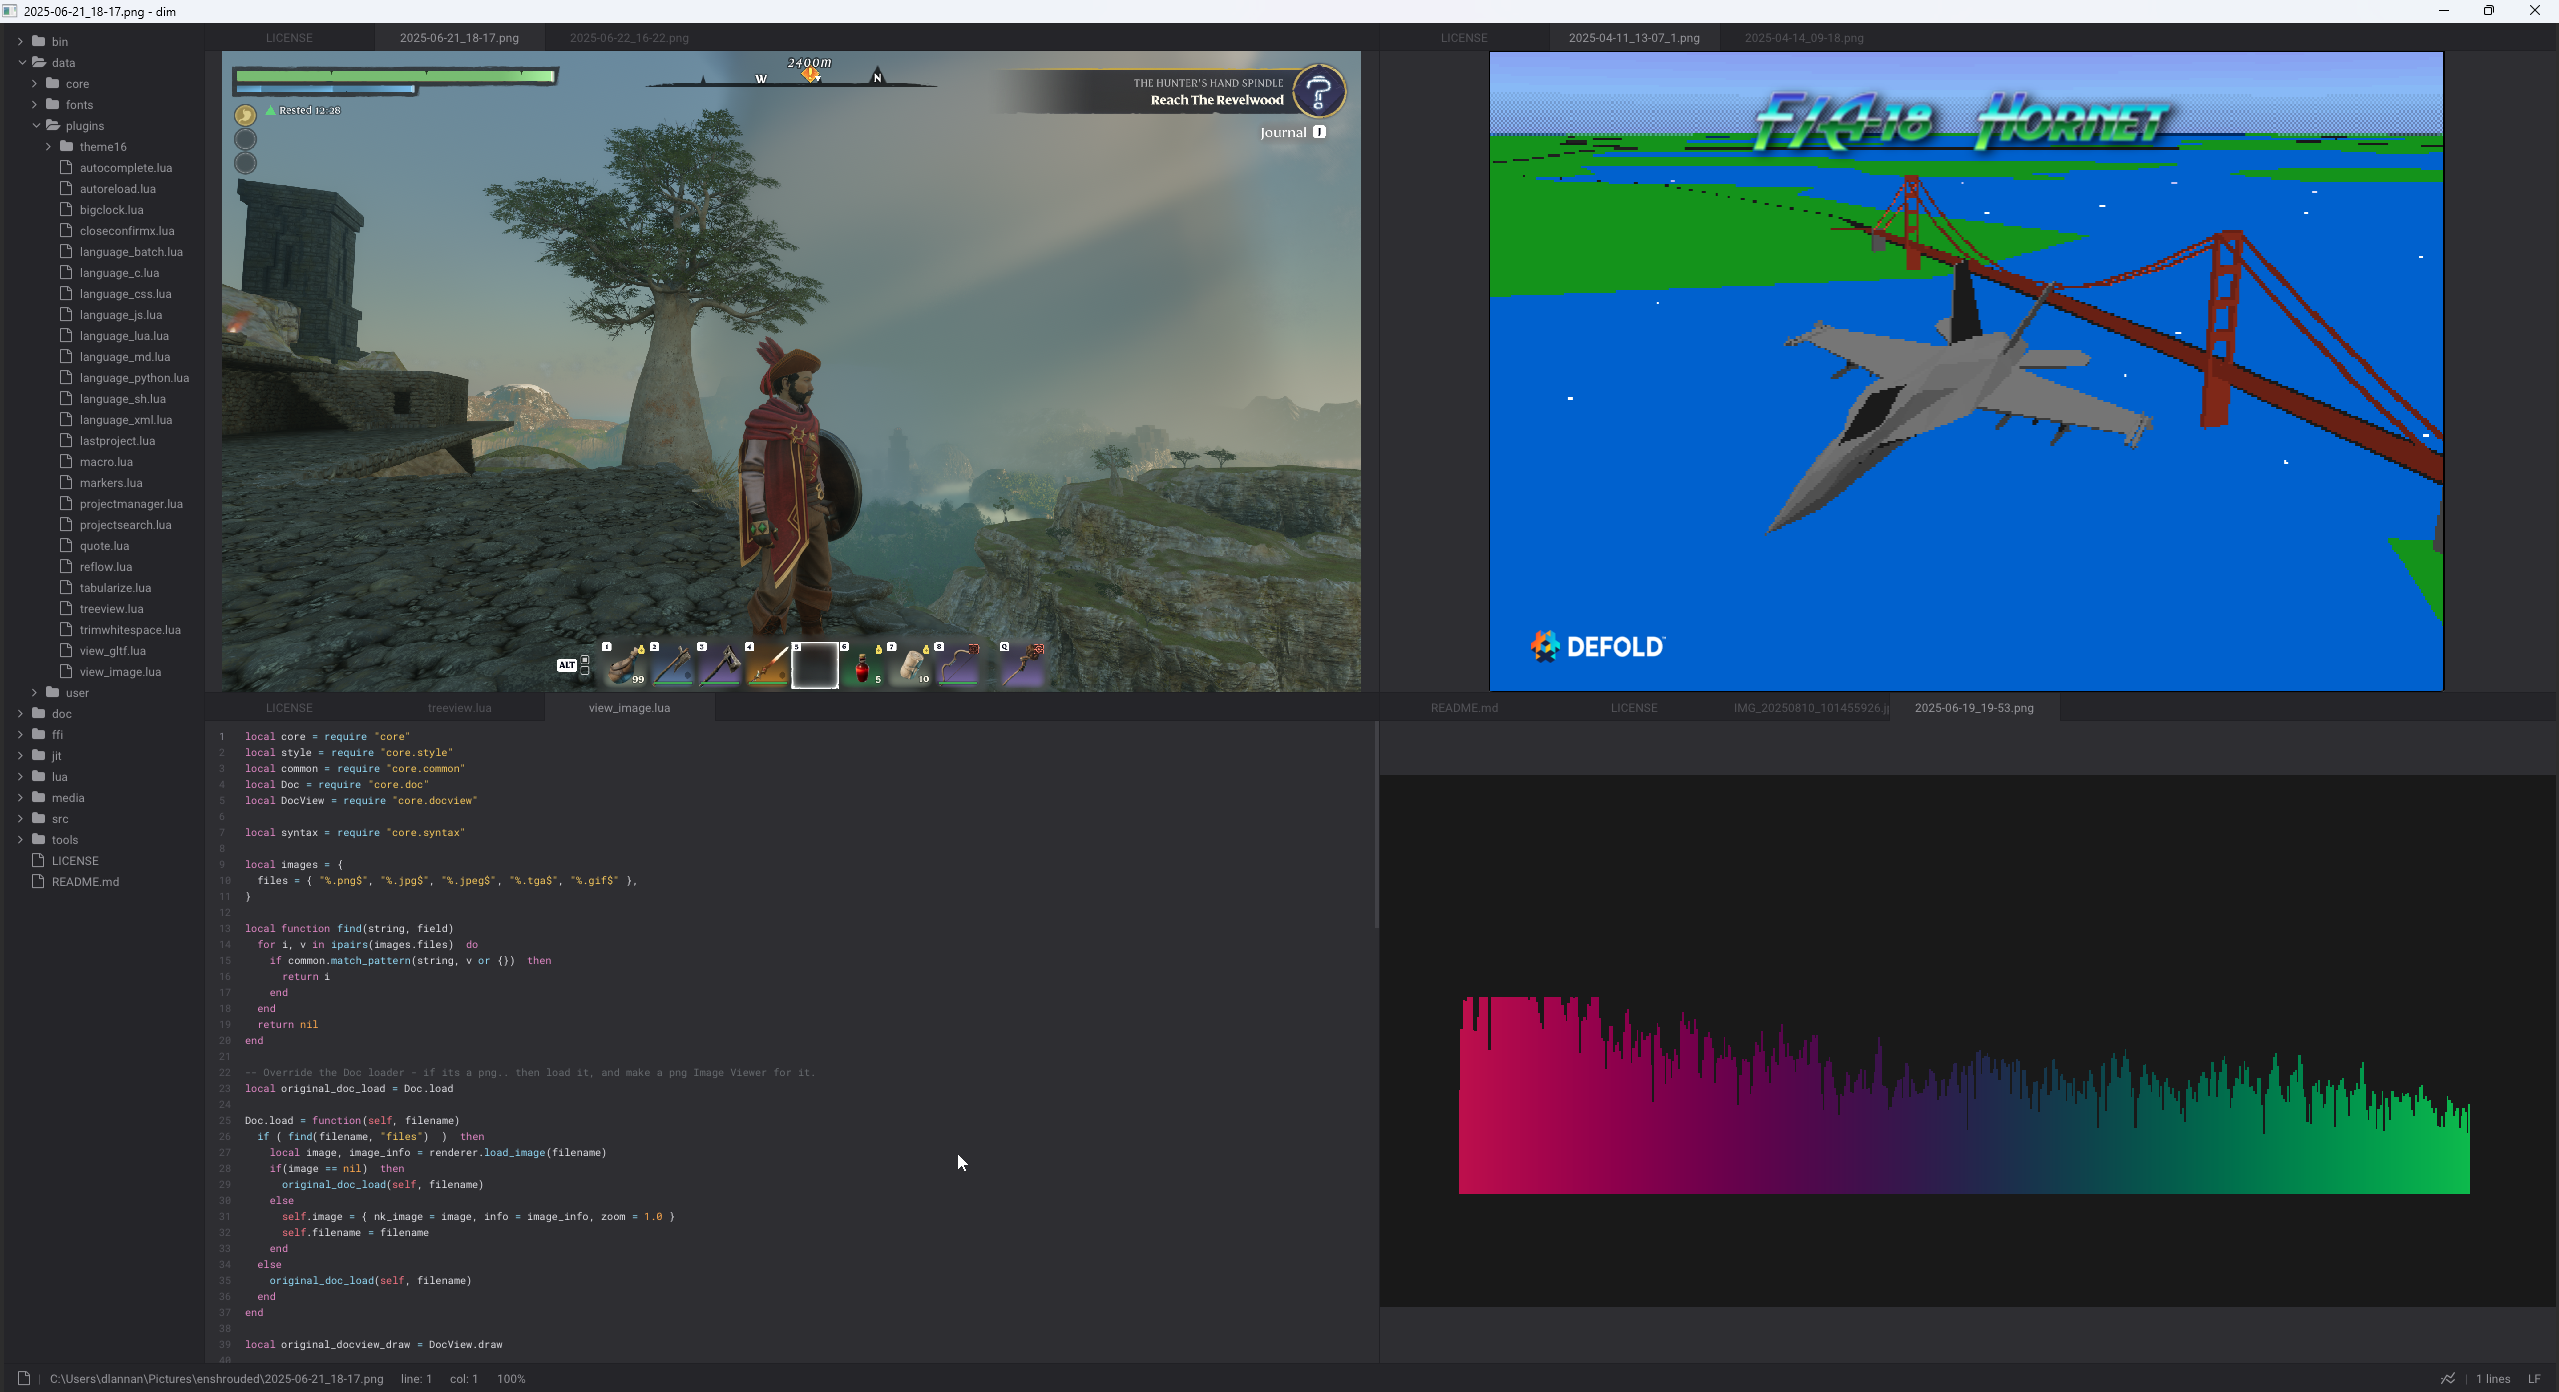 2025-06-21_18-17.png - dim
bin
data
core
fonts
plugins
theme16
autocomplete.lua
autoreload.lua
bigclock.lua
closeconfirmx.lua
language_batch.lua
language_c.lua
language_css.lua
language_js.lua
language_lua.lua
language_md.lua
language_python.lua
language_sh.lua
language_xml.lua
lastproject.lua
macro.lua
markers.lua
projectmanager.lua
projectsearch.lua
quote.lua
reflow.lua
tabularize.lua
treeview.lua
trimwhitespace.lua
view_gltf.lua
view_image.lua
user
doc
ffi
jit
lua
media
src
tools
LICENSE
README.md
LICENSE 2025-06-21_18-17.png 2025-06-22_16-22.png
2400m
W N
Rested 12:28
THE HUNTER'S HAND SPINDLE
Reach The Revelwood
Journal J
ALT 1 99 2 3 4 5 6 5 7 10 8 Q
LICENSE 2025-04-11_13-07_1.png 2025-04-14_09-18.png
F/A-18 HORNET
DEFOLD™
LICENSE treeview.lua view_image.lua
1 local core = require "core"
2 local style = require "core.style"
3 local common = require "core.common"
4 local Doc = require "core.doc"
5 local DocView = require "core.docview"
6
7 local syntax = require "core.syntax"
8
9 local images = {
10 files = { "%.png$", "%.jpg$", "%.jpeg$", "%.tga$", "%.gif$" },
11 }
12
13 local function find(string, field)
14 for i, v in ipairs(images.files) do
15 if common.match_pattern(string, v or {}) then
16 return i
17 end
18 end
19 return nil
20 end
21
22 -- Override the Doc loader - if its a png.. then load it, and make a png Image Viewer for it.
23 local original_doc_load = Doc.load
24
25 Doc.load = function(self, filename)
26 if ( find(filename, "files") ) then
27 local image, image_info = renderer.load_image(filename)
28 if(image == nil) then
29 original_doc_load(self, filename)
30 else
31 self.image = { nk_image = image, info = image_info, zoom = 1.0 }
32 self.filename = filename
33 end
34 else
35 original_doc_load(self, filename)
36 end
37 end
38
39 local original_docview_draw = DocView.draw
40
README.md LICENSE IMG_20250810_101455926.j 2025-06-19_19-53.png
C:\Users\dlannan\Pictures\enshrouded\2025-06-21_18-17.png line: 1 col: 1 100%
1 lines LF